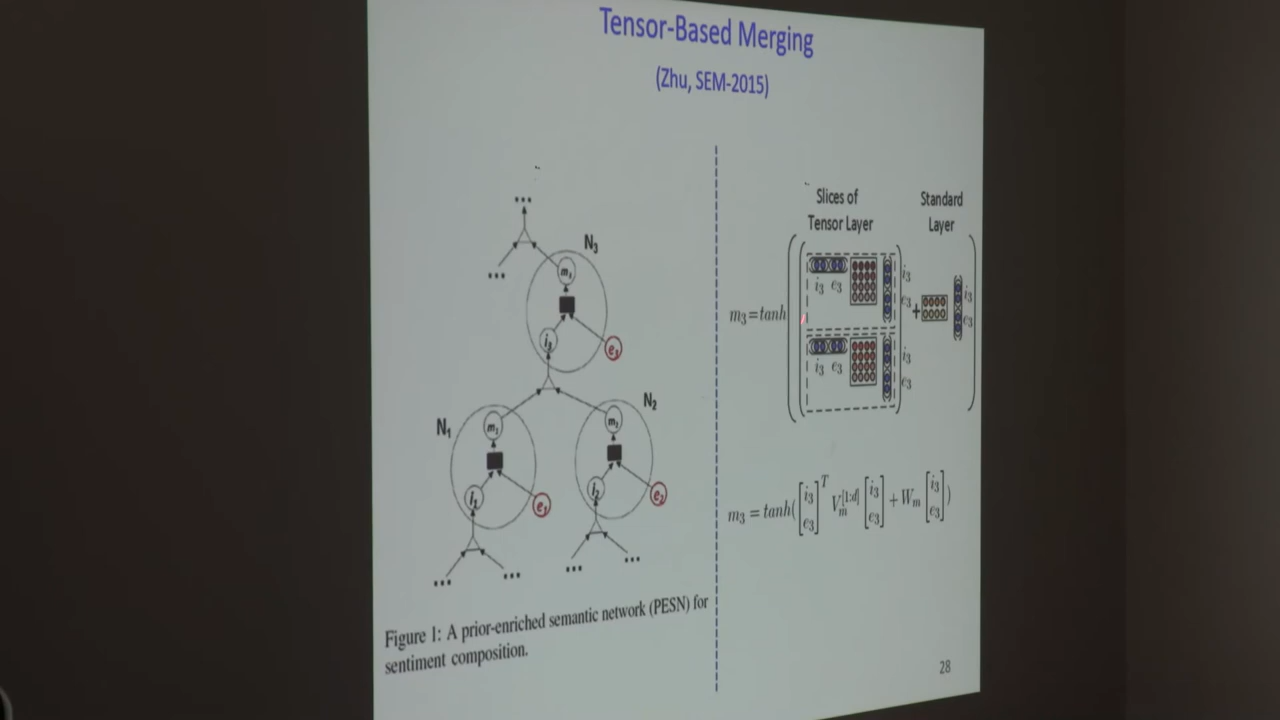 Tensor-Based Merging
(Zhu, SEM-2015)
...
N3
m3
...
i3
e3
N1
m1
N2
m2
i1
e1
i2
e2
...
...
...
...
Figure 1: A prior-enriched semantic network (PESN) for
sentiment composition.
Slices of
Tensor Layer
Standard
Layer
m3=tanh
i3 e3
i3
e3
+
i3
e3
i3 e3
i3
e3
m3 = tanh([i3 e3]^T Vm^[1:d] [i3 e3] + Wm [i3 e3])
28